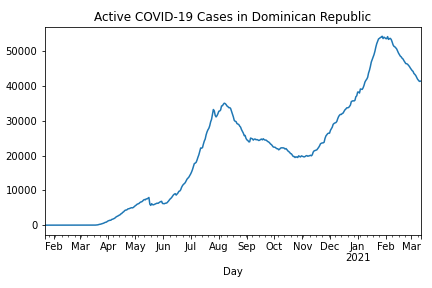 Active COVID-19 Cases in Dominican Republic
50000
40000
30000
20000
10000
0
Feb Mar Apr May Jun Jul Aug Sep Oct Nov Dec Jan Feb Mar
2021
Day